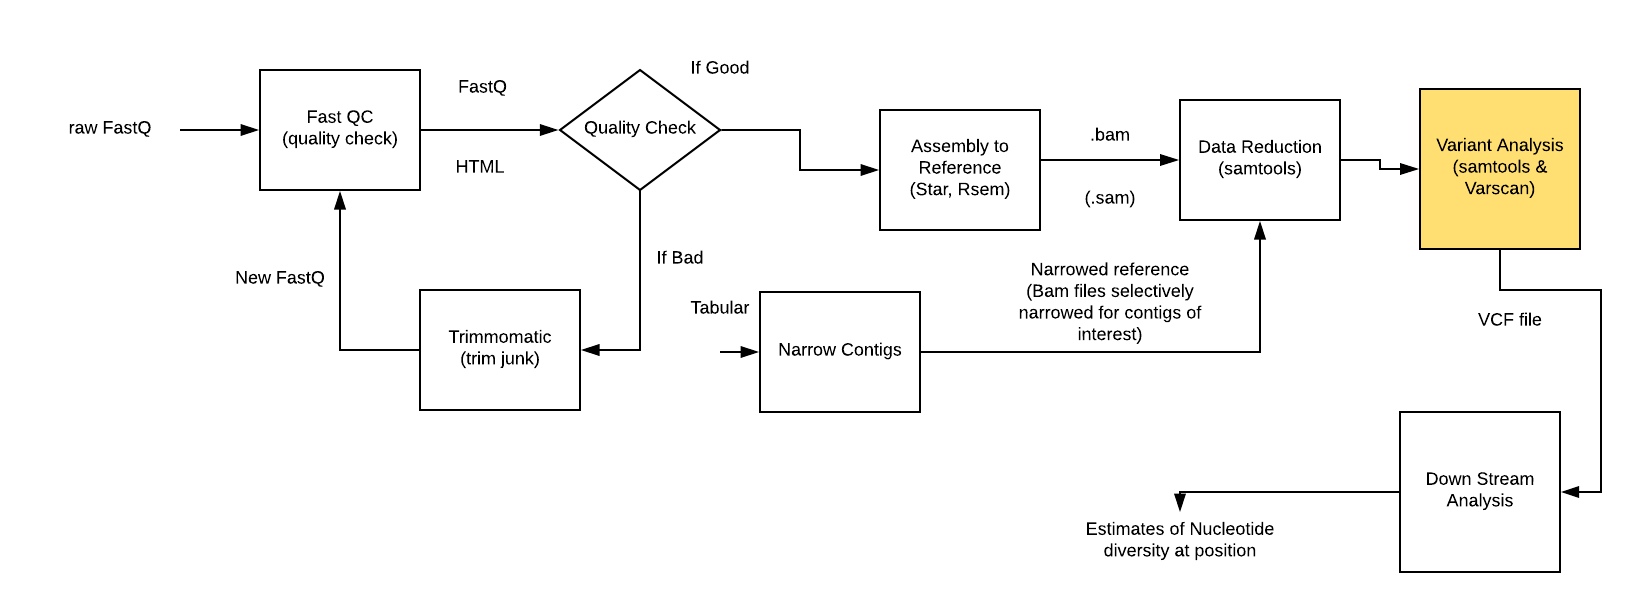 raw FastQ
Fast QC
(quality check)
FastQ
HTML
Quality Check
If Good
If Bad
New FastQ
Trimmomatic
(trim junk)
Assembly to
Reference
(Star, Rsem)
.bam
(.sam)
Data Reduction
(samtools)
Variant Analysis
(samtools &
Varscan)
Tabular
Narrow Contigs
Narrowed reference
(Bam files selectively
narrowed for contigs of
interest)
VCF file
Down Stream
Analysis
Estimates of Nucleotide
diversity at position